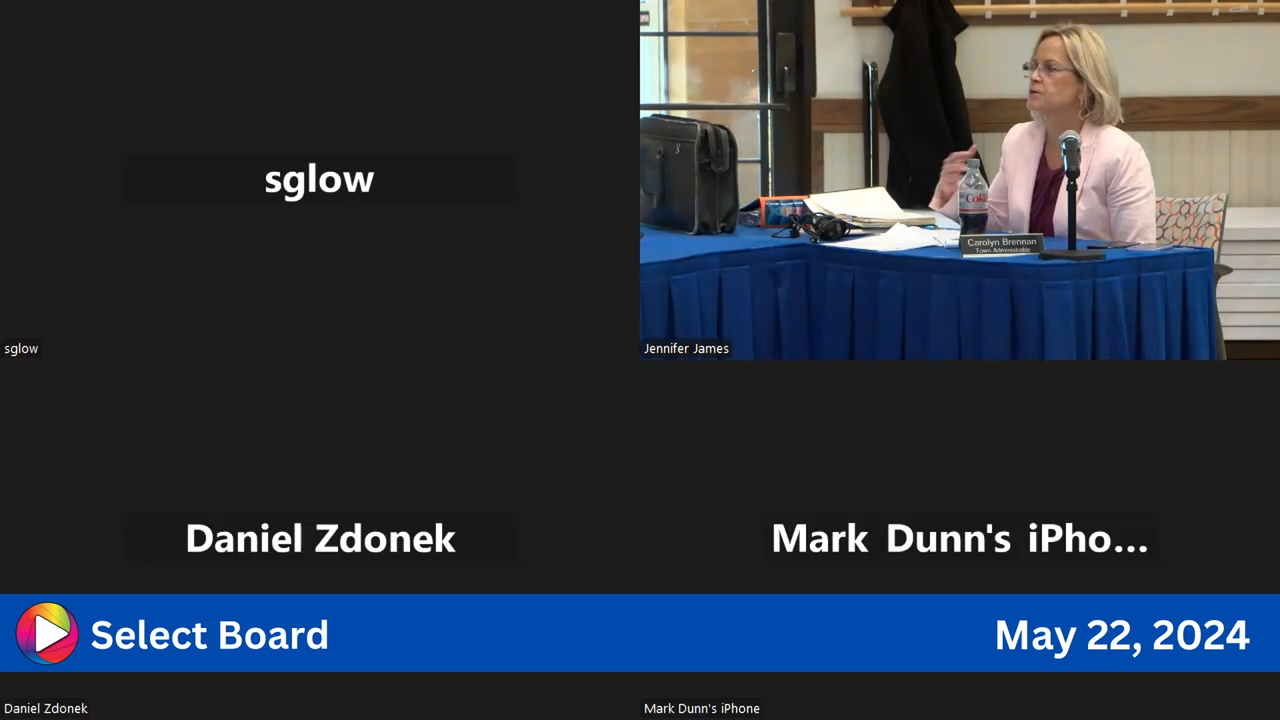 sglow
sglow
Coke
Carolyn Brennan
Town Administrator
Jennifer James
Daniel Zdonek
Mark Dunn's iPho...
Select Board
May 22, 2024
Daniel Zdonek
Mark Dunn's iPhone